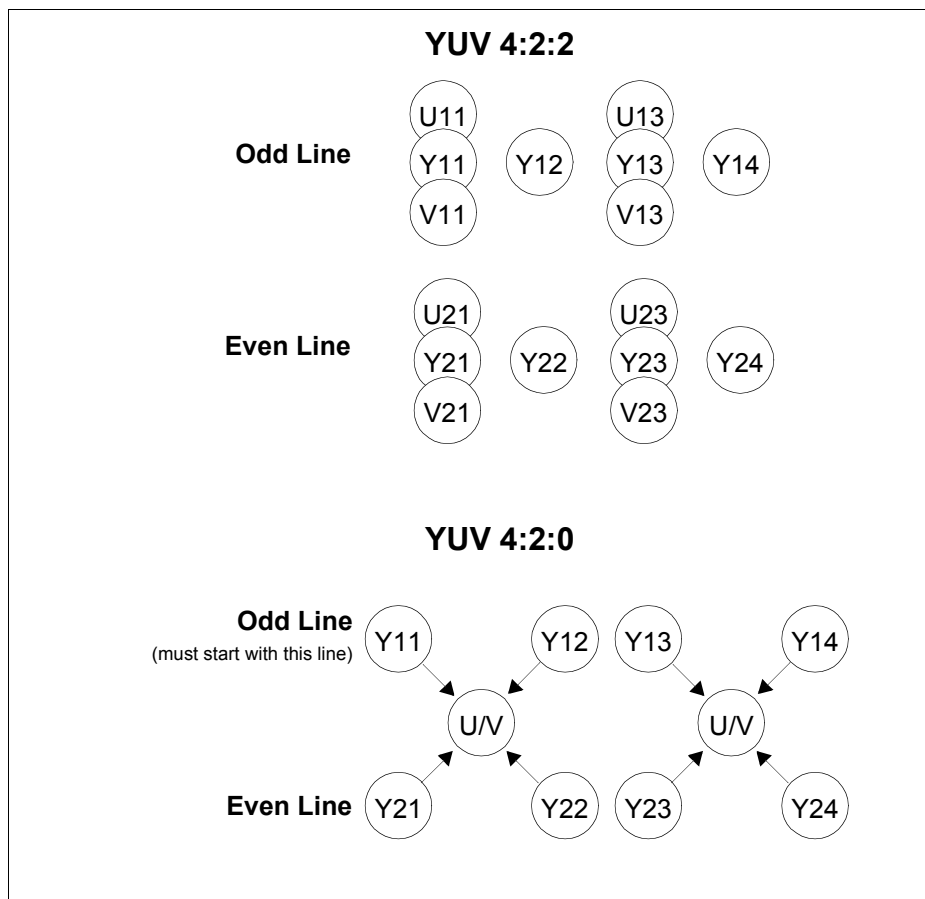 YUV 4:2:2
U11 U13
Odd Line Y11 Y12 Y13 Y14
V11 V13
U21 U23
Even Line Y21 Y22 Y23 Y24
V21 V23
YUV 4:2:0
Odd Line
(must start with this line)
Y11 Y12 Y13 Y14
U/V U/V
Even Line Y21 Y22 Y23 Y24